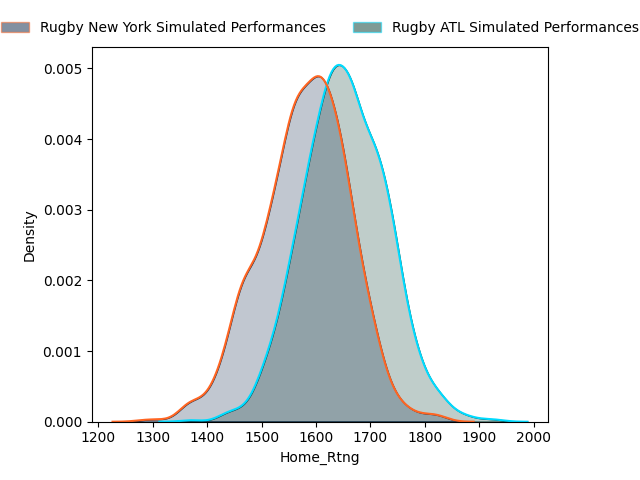 Rugby New York Simulated Performances Rugby ATL Simulated Performances
0.005
0.004
0.003
0.002
0.001
0.000
Density
1200 1300 1400 1500 1600 1700 1800 1900 2000
Home_Rtng